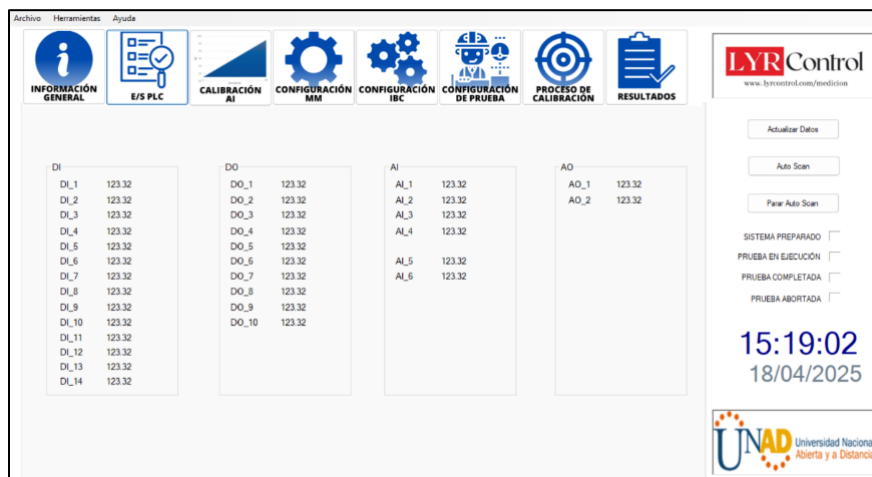 Archivo Herramientas Ayuda
INFORMACIÓN GENERAL
E/S PLC
CALIBRACIÓN AI
CONFIGURACIÓN MM
CONFIGURACIÓN IBC
CONFIGURACIÓN DE PRUEBA
PROCESO DE CALIBRACIÓN
RESULTADOS
LYR Control
www.lyrcontrol.com/medicion
DI
DI_1 123.32
DI_2 123.32
DI_3 123.32
DI_4 123.32
DI_5 123.32
DI_6 123.32
DI_7 123.32
DI_8 123.32
DI_9 123.32
DI_10 123.32
DI_11 123.32
DI_12 123.32
DI_13 123.32
DI_14 123.32
DO
DO_1 123.32
DO_2 123.32
DO_3 123.32
DO_4 123.32
DO_5 123.32
DO_6 123.32
DO_7 123.32
DO_8 123.32
DO_9 123.32
DO_10 123.32
AI
AI_1 123.32
AI_2 123.32
AI_3 123.32
AI_4 123.32
AI_5 123.32
AI_6 123.32
AO
AO_1 123.32
AO_2 123.32
Actualizar Datos
Auto Scan
Parar Auto Scan
SISTEMA PREPARADO
PRUEBA EN EJECUCIÓN
PRUEBA COMPLETADA
PRUEBA ABORTADA
15:19:02
18/04/2025
UNAD
Universidad Naciona
Abierta y a Distancia